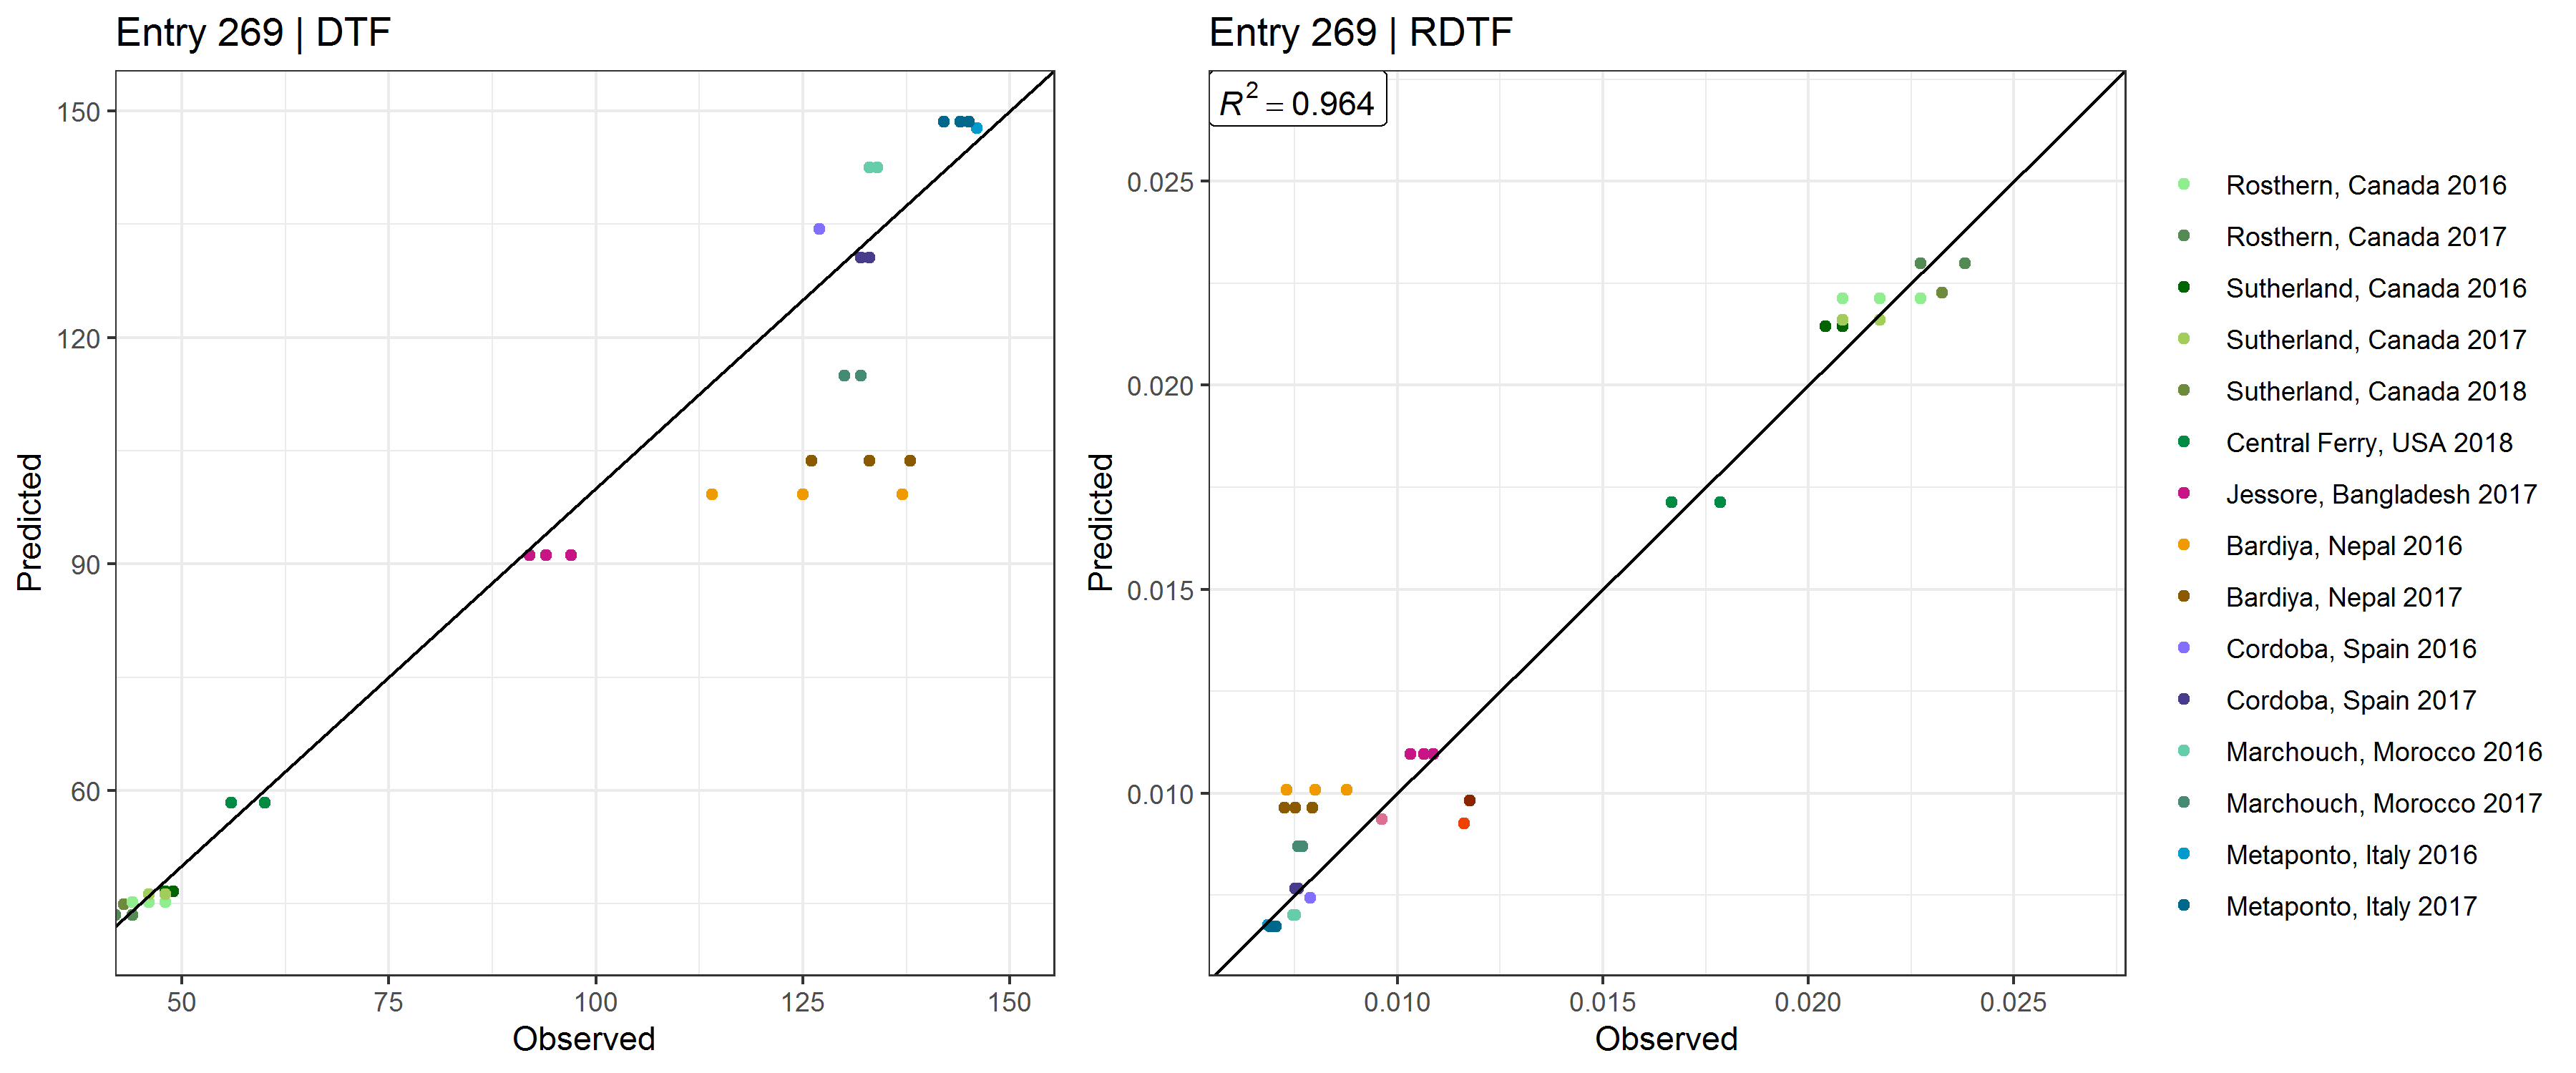 Entry 269 | DTF
150
120
90
60
Predicted
50 75 100 125 150
Observed
Entry 269 | RDTF
R² = 0.964
0.025
0.020
0.015
0.010
Predicted
0.010 0.015 0.020 0.025
Observed
Rosthern, Canada 2016
Rosthern, Canada 2017
Sutherland, Canada 2016
Sutherland, Canada 2017
Sutherland, Canada 2018
Central Ferry, USA 2018
Jessore, Bangladesh 2017
Bardiya, Nepal 2016
Bardiya, Nepal 2017
Cordoba, Spain 2016
Cordoba, Spain 2017
Marchouch, Morocco 2016
Marchouch, Morocco 2017
Metaponto, Italy 2016
Metaponto, Italy 2017